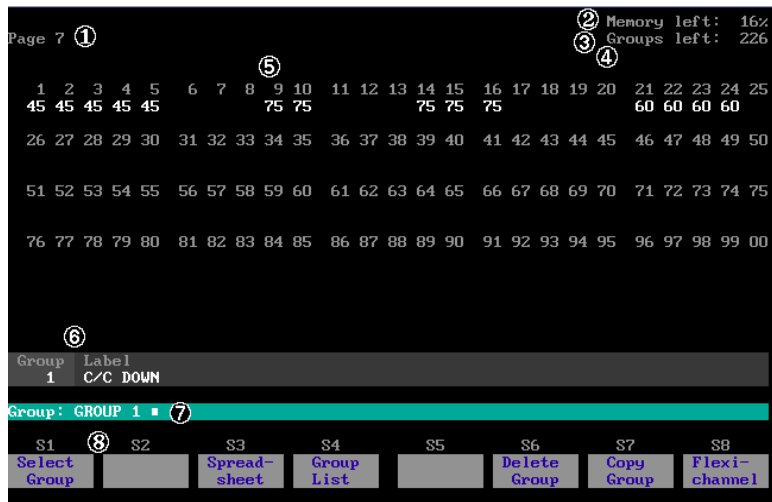 ② Memory left: 16%
Page 7 ①
③ Groups left: 226
④
⑤
1 2 3 4 5 6 7 8 9 10 11 12 13 14 15 16 17 18 19 20 21 22 23 24 25
45 45 45 45 45 75 75 75 75 75 60 60 60 60
26 27 28 29 30 31 32 33 34 35 36 37 38 39 40 41 42 43 44 45 46 47 48 49 50
51 52 53 54 55 56 57 58 59 60 61 62 63 64 65 66 67 68 69 70 71 72 73 74 75
76 77 78 79 80 81 82 83 84 85 86 87 88 89 90 91 92 93 94 95 96 97 98 99 00
⑥
Group Label
1 C/C DOWN
Group: GROUP 1 ▪ ⑦
S1 ⑧ S2 S3 S4 S5 S6 S7 S8
Select Spread- Group Delete Copy Flexi-
Group sheet List Group Group channel